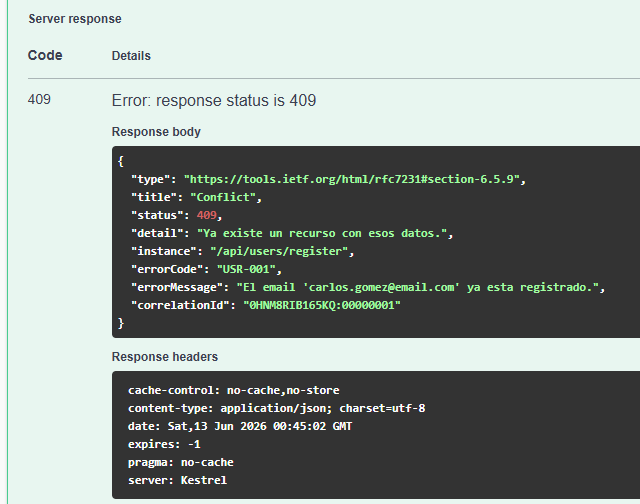 Server response
Code Details
409 Error: response status is 409
Response body
{
"type": "https://tools.ietf.org/html/rfc7231#section-6.5.9",
"title": "Conflict",
"status": 409,
"detail": "Ya existe un recurso con esos datos.",
"instance": "/api/users/register",
"errorCode": "USR-001",
"errorMessage": "El email 'carlos.gomez@email.com' ya esta registrado.",
"correlationId": "0HNM8RIB165KQ:00000001"
}
Response headers
cache-control: no-cache,no-store
content-type: application/json; charset=utf-8
date: Sat,13 Jun 2026 00:45:02 GMT
expires: -1
pragma: no-cache
server: Kestrel